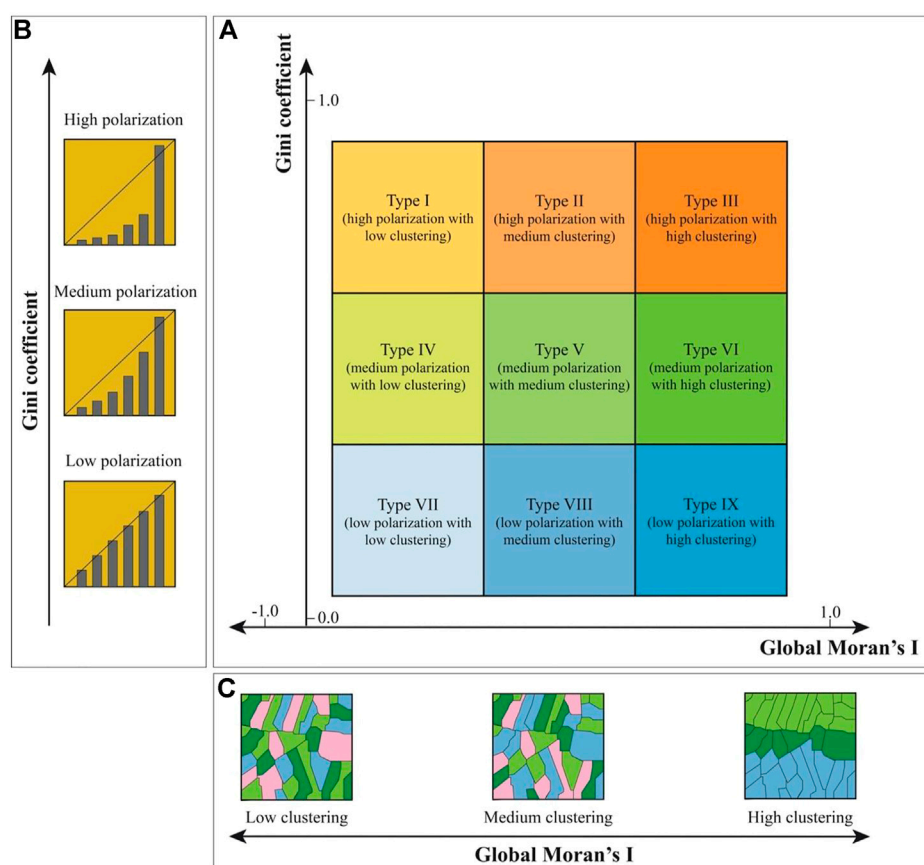 B
Gini coefficient
High polarization
Medium polarization
Low polarization
A
Gini coefficient
1.0
Type I
(high polarization with
low clustering)
Type II
(high polarization with
medium clustering)
Type III
(high polarization with
high clustering)
Type IV
(medium polarization
with low clustering)
Type V
(medium polarization
with medium clustering)
Type VI
(medium polarization
with high clustering)
Type VII
(low polarization with
low clustering)
Type VIII
(low polarization with
medium clustering)
Type IX
(low polarization with
high clustering)
-1.0
0.0
1.0
Global Moran’s I
C
Low clustering
Medium clustering
High clustering
Global Moran’s I